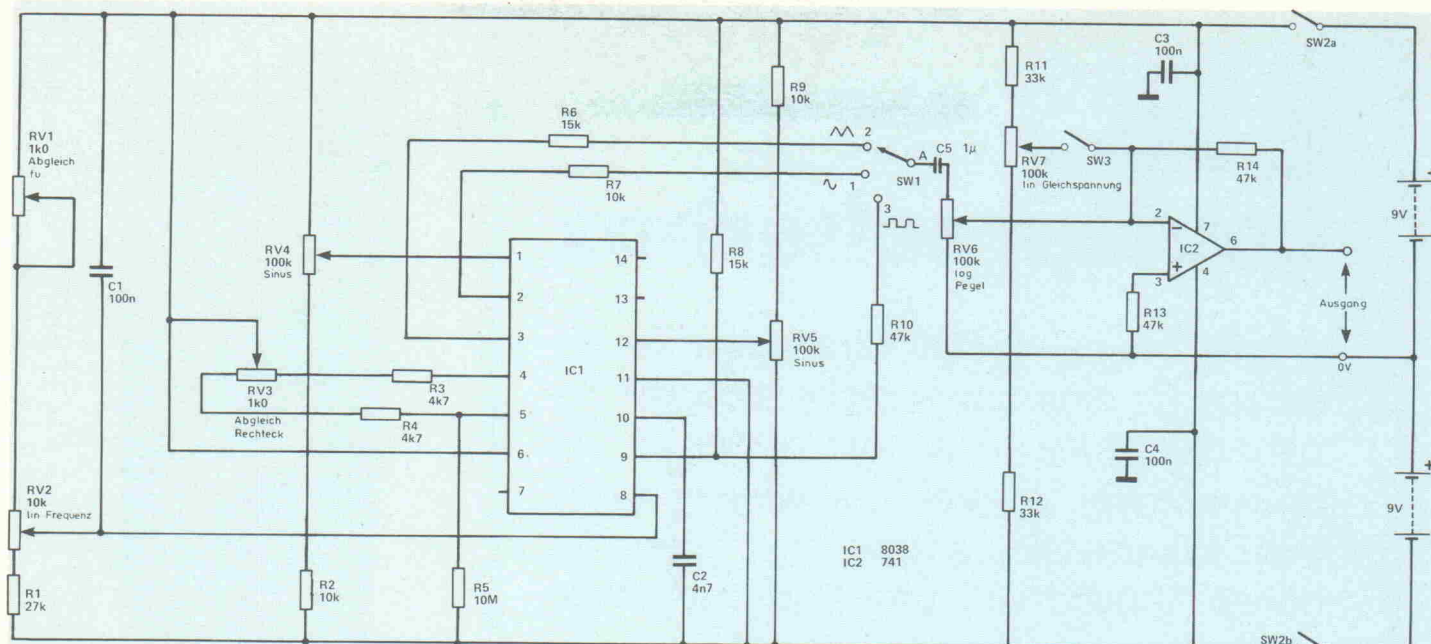 RV1
1k0
Abgleich
fu
C1
100n
RV2
10k
lin Frequenz
R1
27k
RV4
100k
Sinus
RV3
1k0
Abgleich
Rechteck
R3
4k7
R4
4k7
R2
10k
R5
10M
R6
15k
R7
10k
IC1
1
2
3
4
5
6
7
14
13
12
11
10
9
8
C2
4n7
R8
15k
R9
10k
RV5
100k
Sinus
R10
47k
2
1
3
A
SW1
C5 1µ
RV6
100k
log
Pegel
R11
33k
RV7
100k
lin Gleichspannung
SW3
R12
33k
C3
100n
R14
47k
2
3
7
4
6
IC2
R13
47k
C4
100n
Ausgang
0V
SW2a
9V
+
9V
+
SW2b
IC1 8038
IC2 741